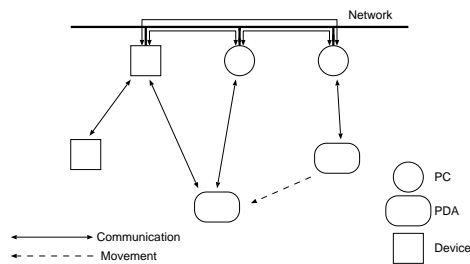 Network
PC
PDA
Communication
Device
Movement